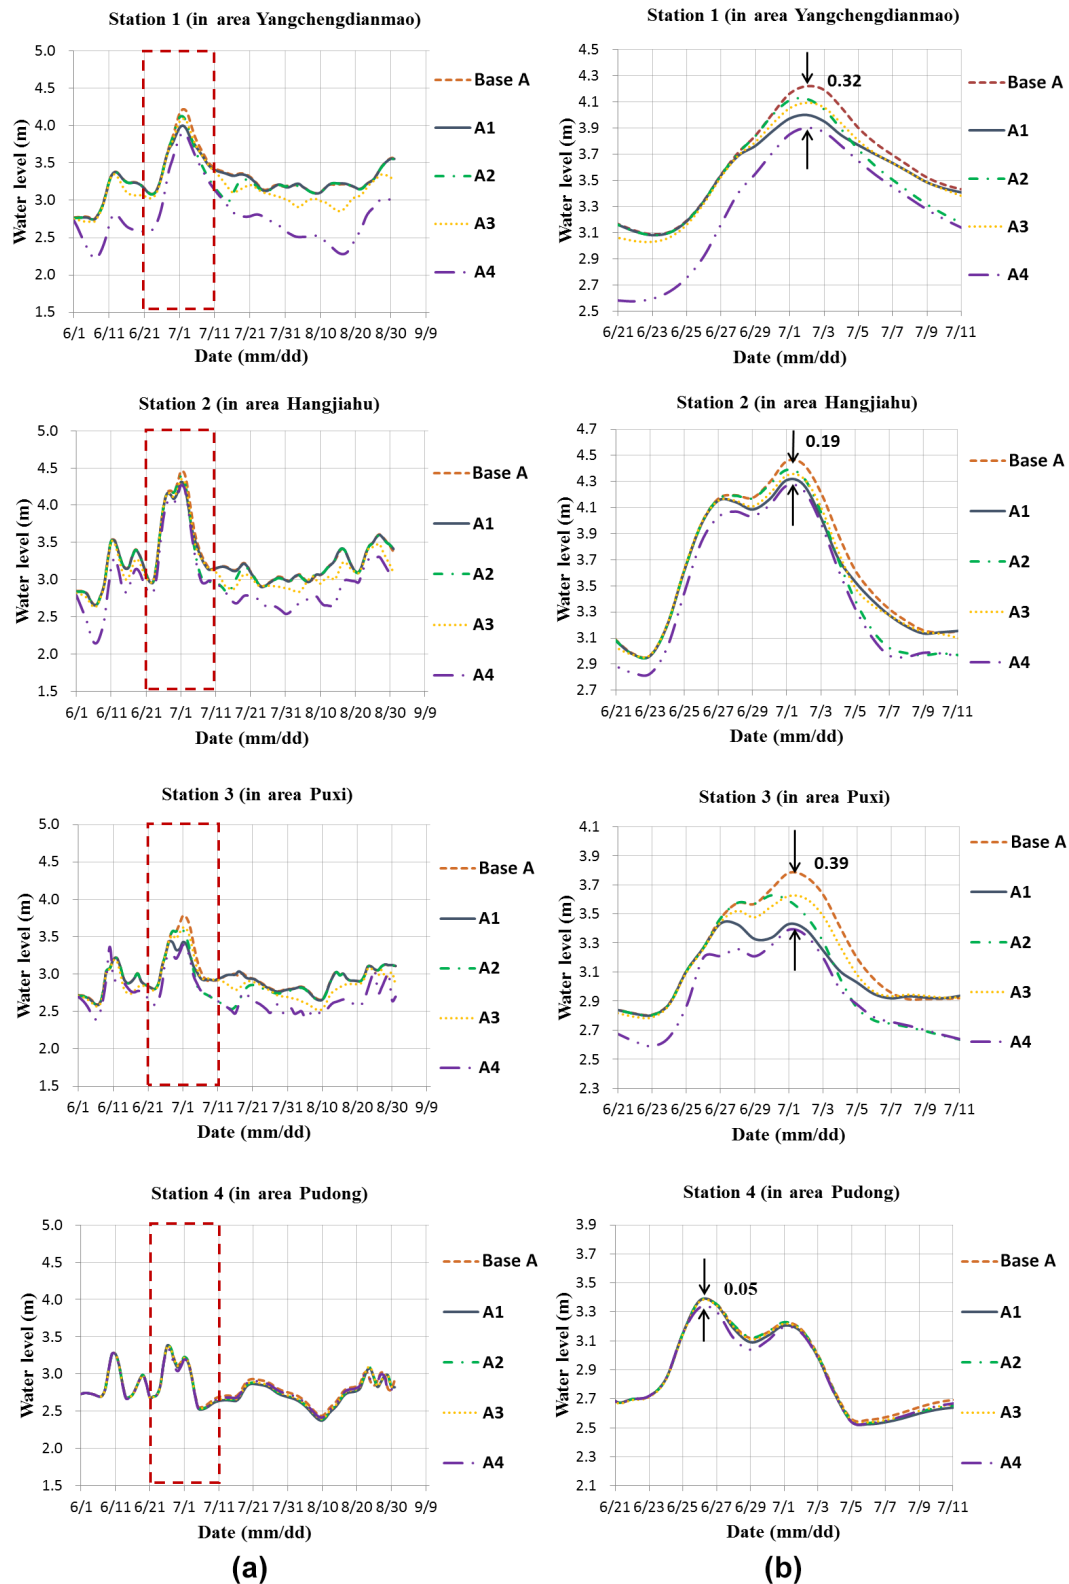 Station 1 (in area Yangchengdianmao)
Water level (m)
5.0
4.5
4.0
3.5
3.0
2.5
2.0
1.5
6/1 6/11 6/21 7/1 7/11 7/21 7/31 8/10 8/20 8/30 9/9
Date (mm/dd)
Base A
A1
A2
A3
A4
Station 1 (in area Yangchengdianmao)
Water level (m)
4.5
4.3
4.1
3.9
3.7
3.5
3.3
3.1
2.9
2.7
2.5
0.32
6/21 6/23 6/25 6/27 6/29 7/1 7/3 7/5 7/7 7/9 7/11
Date (mm/dd)
Base A
A1
A2
A3
A4
Station 2 (in area Hangjiahu)
Water level (m)
5.0
4.5
4.0
3.5
3.0
2.5
2.0
1.5
6/1 6/11 6/21 7/1 7/11 7/21 7/31 8/10 8/20 8/30 9/9
Date (mm/dd)
Base A
A1
A2
A3
A4
Station 2 (in area Hangjiahu)
Water level (m)
4.7
4.5
4.3
4.1
3.9
3.7
3.5
3.3
3.1
2.9
2.7
0.19
6/21 6/23 6/25 6/27 6/29 7/1 7/3 7/5 7/7 7/9 7/11
Date (mm/dd)
Base A
A1
A2
A3
A4
Station 3 (in area Puxi)
Water level (m)
5.0
4.5
4.0
3.5
3.0
2.5
2.0
1.5
6/1 6/11 6/21 7/1 7/11 7/21 7/31 8/10 8/20 8/30 9/9
Date (mm/dd)
Base A
A1
A2
A3
A4
Station 3 (in area Puxi)
Water level (m)
4.1
3.9
3.7
3.5
3.3
3.1
2.9
2.7
2.5
2.3
0.39
6/21 6/23 6/25 6/27 6/29 7/1 7/3 7/5 7/7 7/9 7/11
Date (mm/dd)
Base A
A1
A2
A3
A4
Station 4 (in area Pudong)
Water level (m)
5.0
4.5
4.0
3.5
3.0
2.5
2.0
1.5
6/1 6/11 6/21 7/1 7/11 7/21 7/31 8/10 8/20 8/30 9/9
Date (mm/dd)
Base A
A1
A2
A3
A4
Station 4 (in area Pudong)
Water level (m)
3.9
3.7
3.5
3.3
3.1
2.9
2.7
2.5
2.3
2.1
0.05
6/21 6/23 6/25 6/27 6/29 7/1 7/3 7/5 7/7 7/9 7/11
Date (mm/dd)
Base A
A1
A2
A3
A4
(a)
(b)